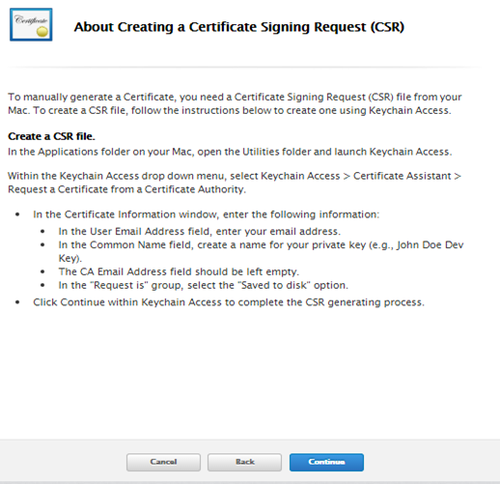 Certificate
About Creating a Certificate Signing Request (CSR)
To manually generate a Certificate, you need a Certificate Signing Request (CSR) file from your
Mac. To create a CSR file, follow the instructions below to create one using Keychain Access.
Create a CSR file.
In the Applications folder on your Mac, open the Utilities folder and launch Keychain Access.
Within the Keychain Access drop down menu, select Keychain Access > Certificate Assistant >
Request a Certificate from a Certificate Authority.
• In the Certificate Information window, enter the following information:
• In the User Email Address field, enter your email address.
• In the Common Name field, create a name for your private key (e.g., John Doe Dev
Key).
• The CA Email Address field should be left empty.
• In the "Request is" group, select the "Saved to disk" option.
• Click Continue within Keychain Access to complete the CSR generating process.
Cancel
Back
Continue